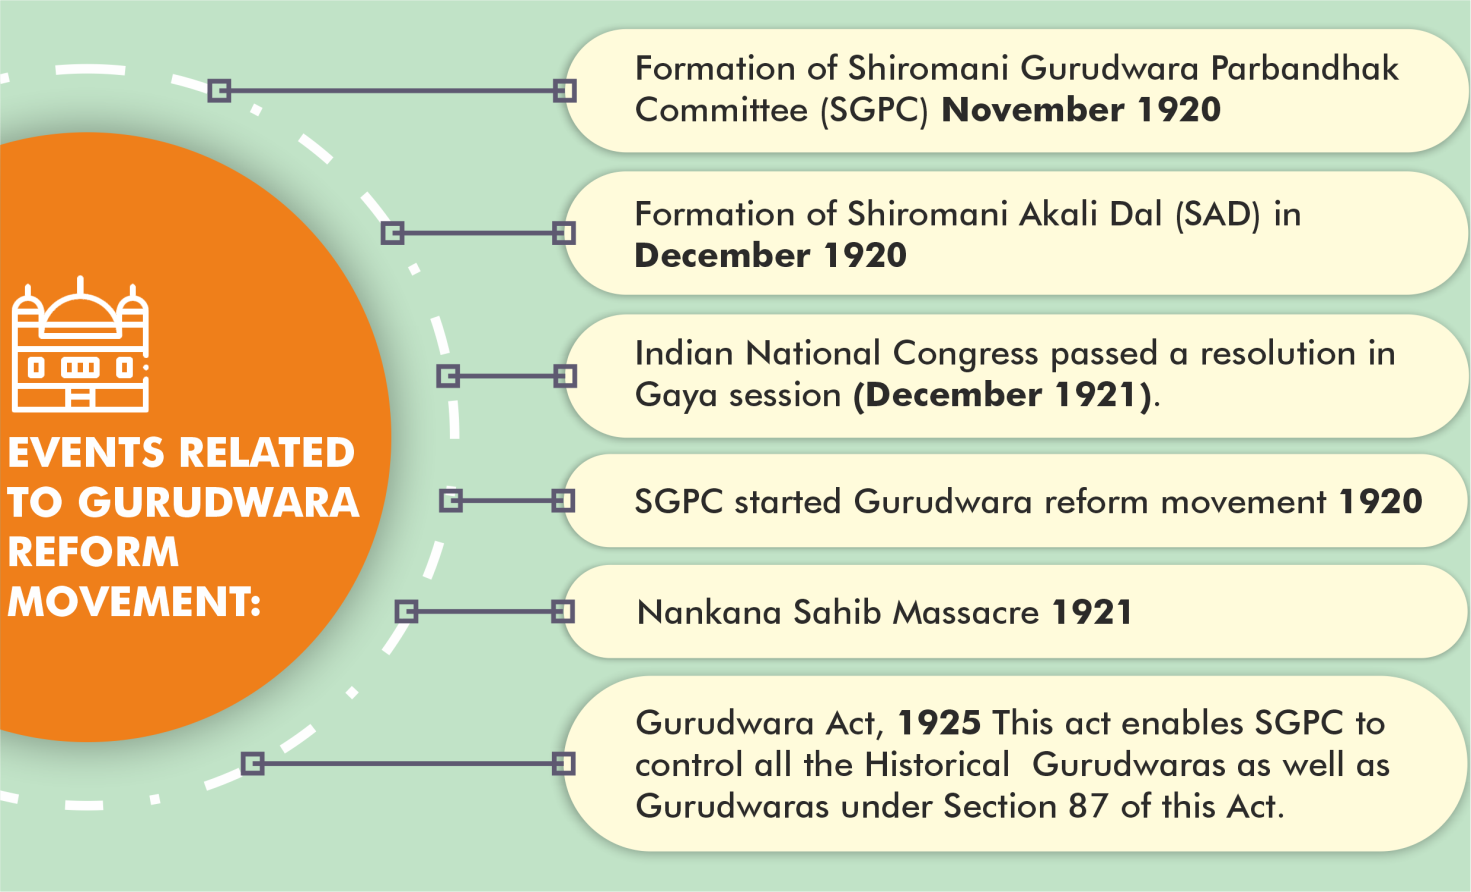 EVENTS RELATED
TO GURUDWARA
REFORM
MOVEMENT:
Formation of Shiromani Gurudwara Parbandhak
Committee (SGPC) November 1920
Formation of Shiromani Akali Dal (SAD) in
December 1920
Indian National Congress passed a resolution in
Gaya session (December 1921).
SGPC started Gurudwara reform movement 1920
Nankana Sahib Massacre 1921
Gurudwara Act, 1925 This act enables SGPC to
control all the Historical Gurudwaras as well as
Gurudwaras under Section 87 of this Act.